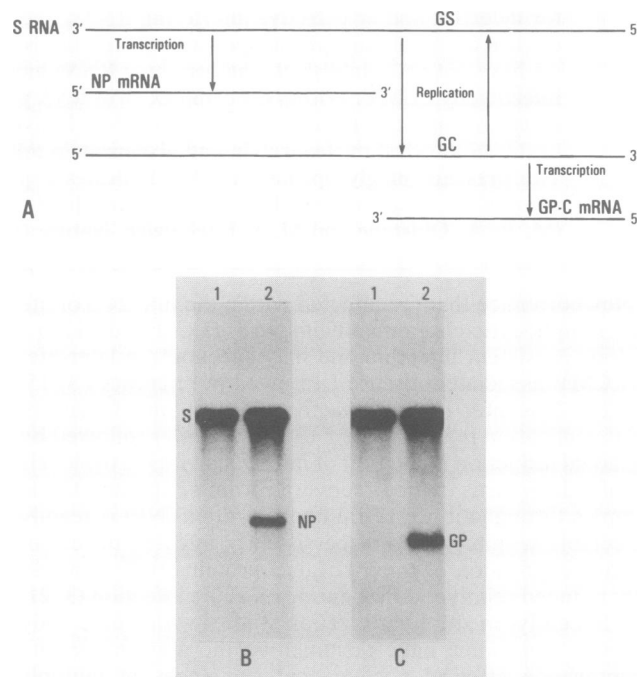 GS
S RNA 3′ 5′
Transcription
NP mRNA
5′ 3′ Replication
GC
5′ 3′
Transcription
A GP-C mRNA
3′ 5′
1 2 1 2
S
NP
GP
B C